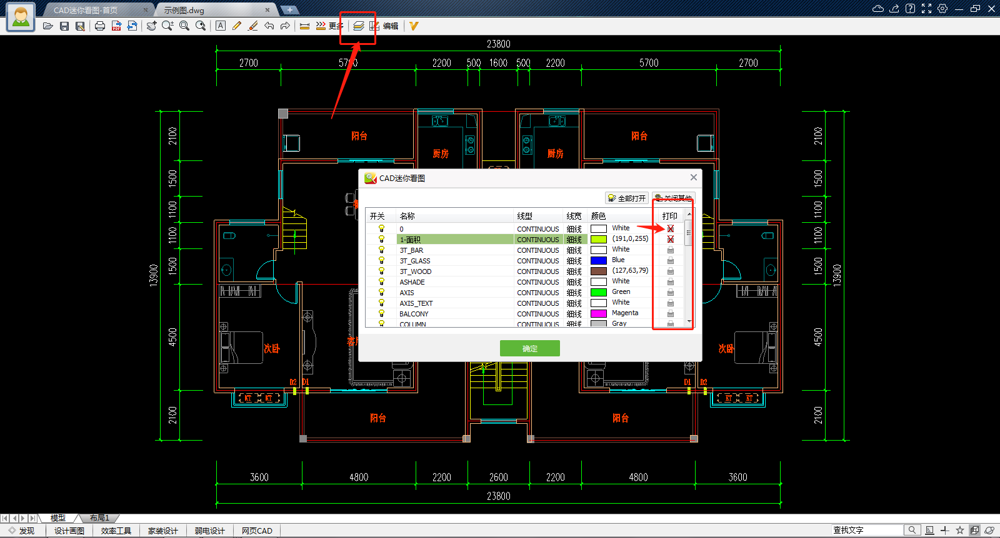 CAD迷你看图-首页
示例图.dwg
更多
编辑
23800
2700 5700 2200 500 1600 500 2200 5700 2700
阳台
厨房
厨房
阳台
2100
1500
1100
1100
1500
4500
2100
13900
2100
1500
1100
1100
1500
4500
2100
13900
CAD迷你看图
全部打开
关闭其他
开关 名称 线型 线宽 颜色 打印
0 CONTINUOUS 细线 White
1-面积 CONTINUOUS 细线 (191,0,255)
3T_BAR CONTINUOUS 细线 White
3T_GLASS CONTINUOUS 细线 Blue
3T_WOOD CONTINUOUS 细线 (127,63,79)
ASHADE CONTINUOUS 细线 White
AXIS CONTINUOUS 细线 Green
AXIS_TEXT CONTINUOUS 细线 White
BALCONY CONTINUOUS 细线 Magenta
COLUMN CONTINUOUS 细线 Gray
确定
次卧
次卧
D2 D1
D1 D2
KT KT
KT KT
阳台
阳台
3600 4800 2200 2600 2200 4800 3600
23800
模型 布局1
发现 设计画图 效率工具 家装设计 弱电设计 网页CAD
查找文字